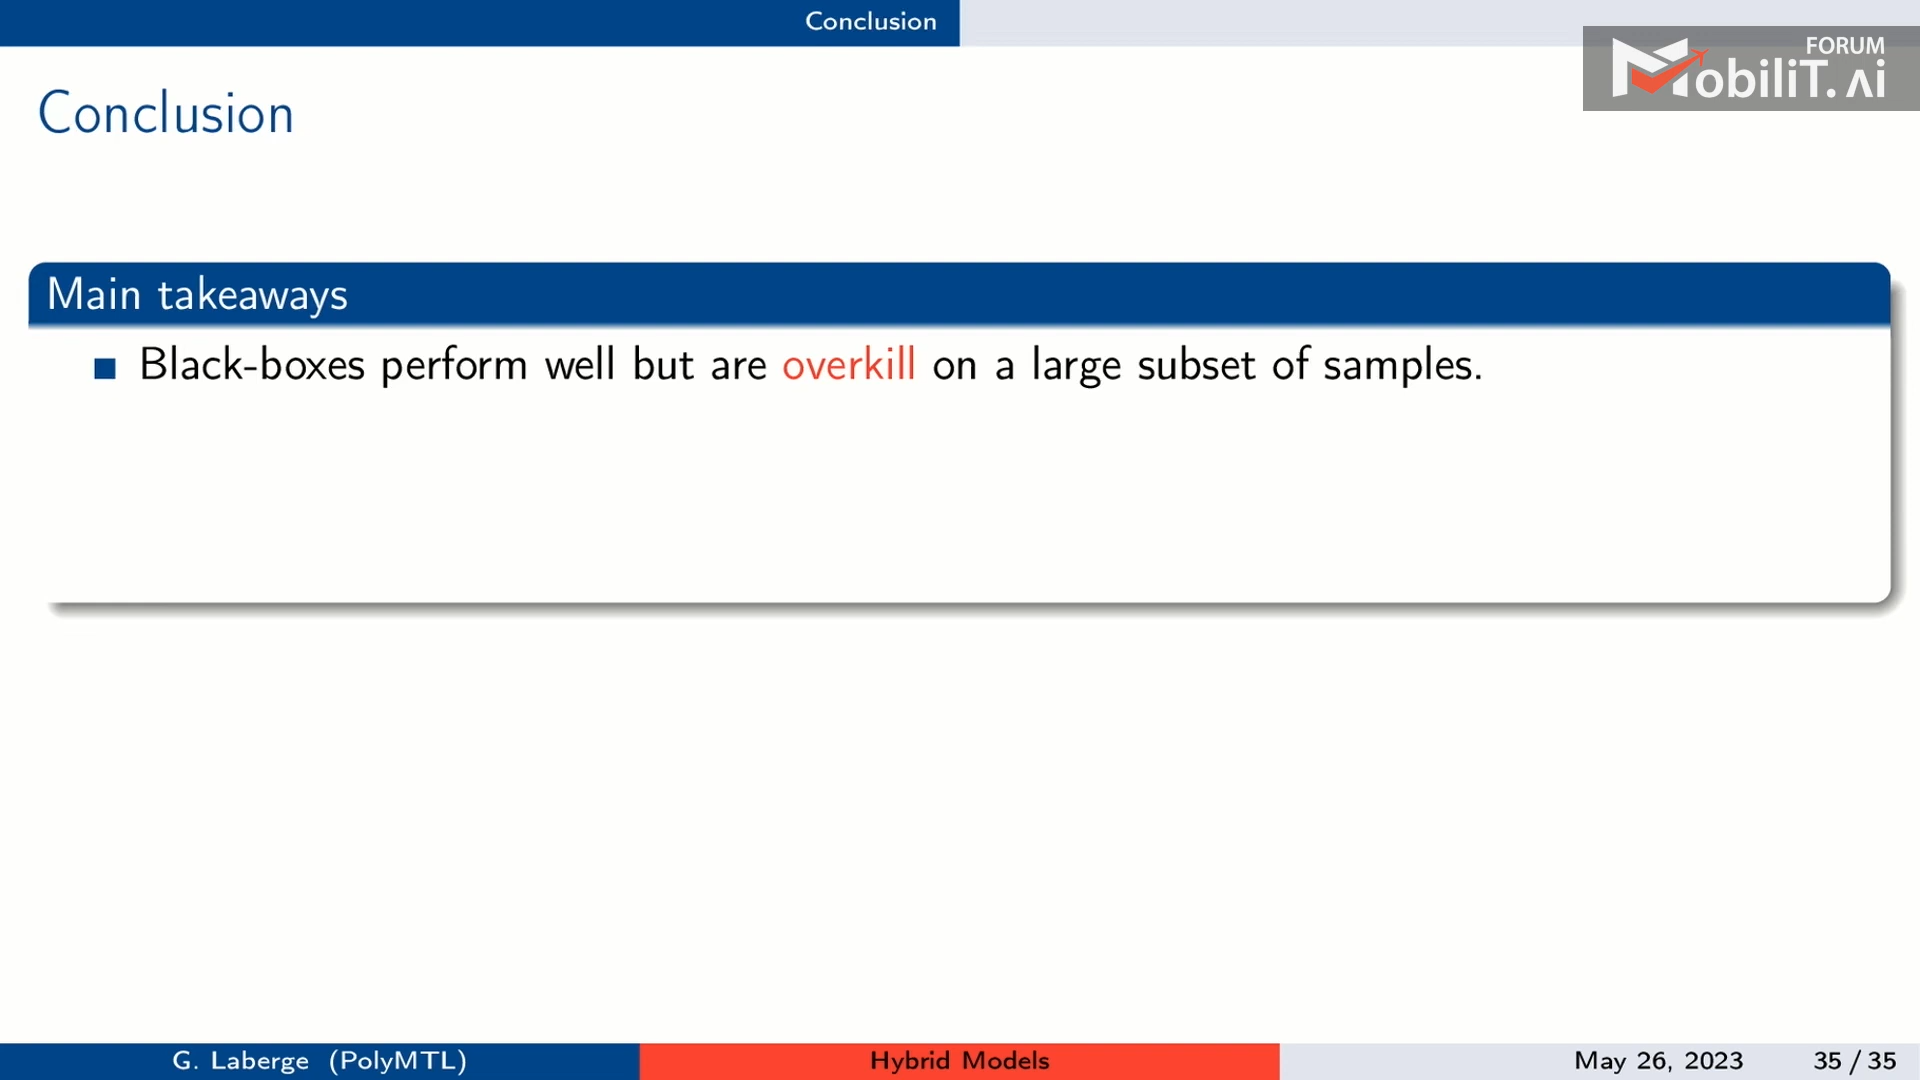 Conclusion
FORUM
MobiliT.Ai
Conclusion
Main takeaways
Black-boxes perform well but are overkill on a large subset of samples.
G. Laberge (PolyMTL)
Hybrid Models
May 26, 2023
35 / 35